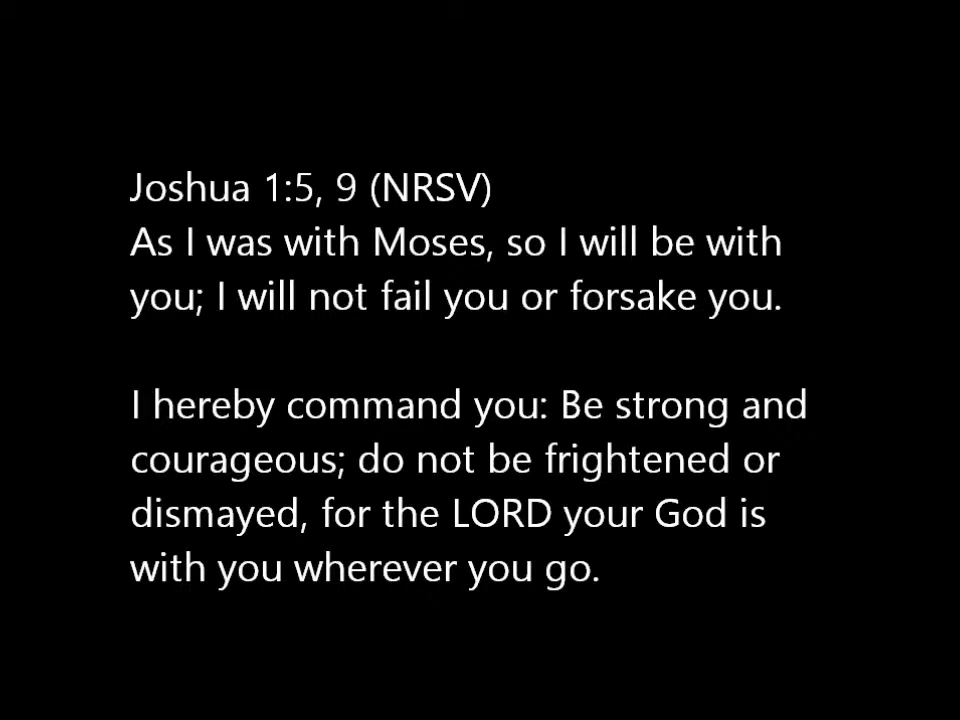 Joshua 1:5, 9 (NRSV)
As I was with Moses, so I will be with
you; I will not fail you or forsake you.
I hereby command you: Be strong and
courageous; do not be frightened or
dismayed, for the LORD your God is
with you wherever you go.